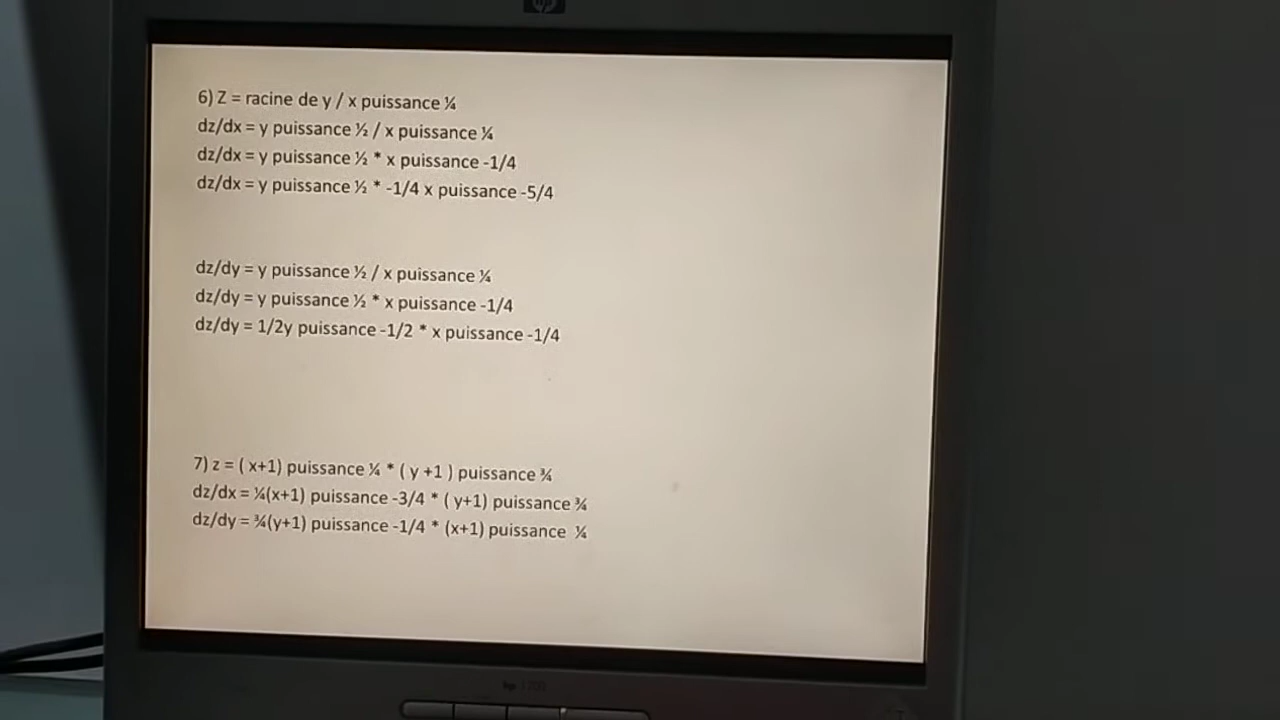 hp
6) Z = racine de y / x puissance ¼
dz/dx = y puissance ½ / x puissance ¼
dz/dx = y puissance ½ * x puissance -1/4
dz/dx = y puissance ½ * -1/4 x puissance -5/4
dz/dy = y puissance ½ / x puissance ¼
dz/dy = y puissance ½ * x puissance -1/4
dz/dy = 1/2y puissance -1/2 * x puissance -1/4
7) z = ( x+1) puissance ¼ * ( y +1 ) puissance ¾
dz/dx = ¼(x+1) puissance -3/4 * ( y+1) puissance ¾
dz/dy = ¾(y+1) puissance -1/4 * (x+1) puissance ¼
hp